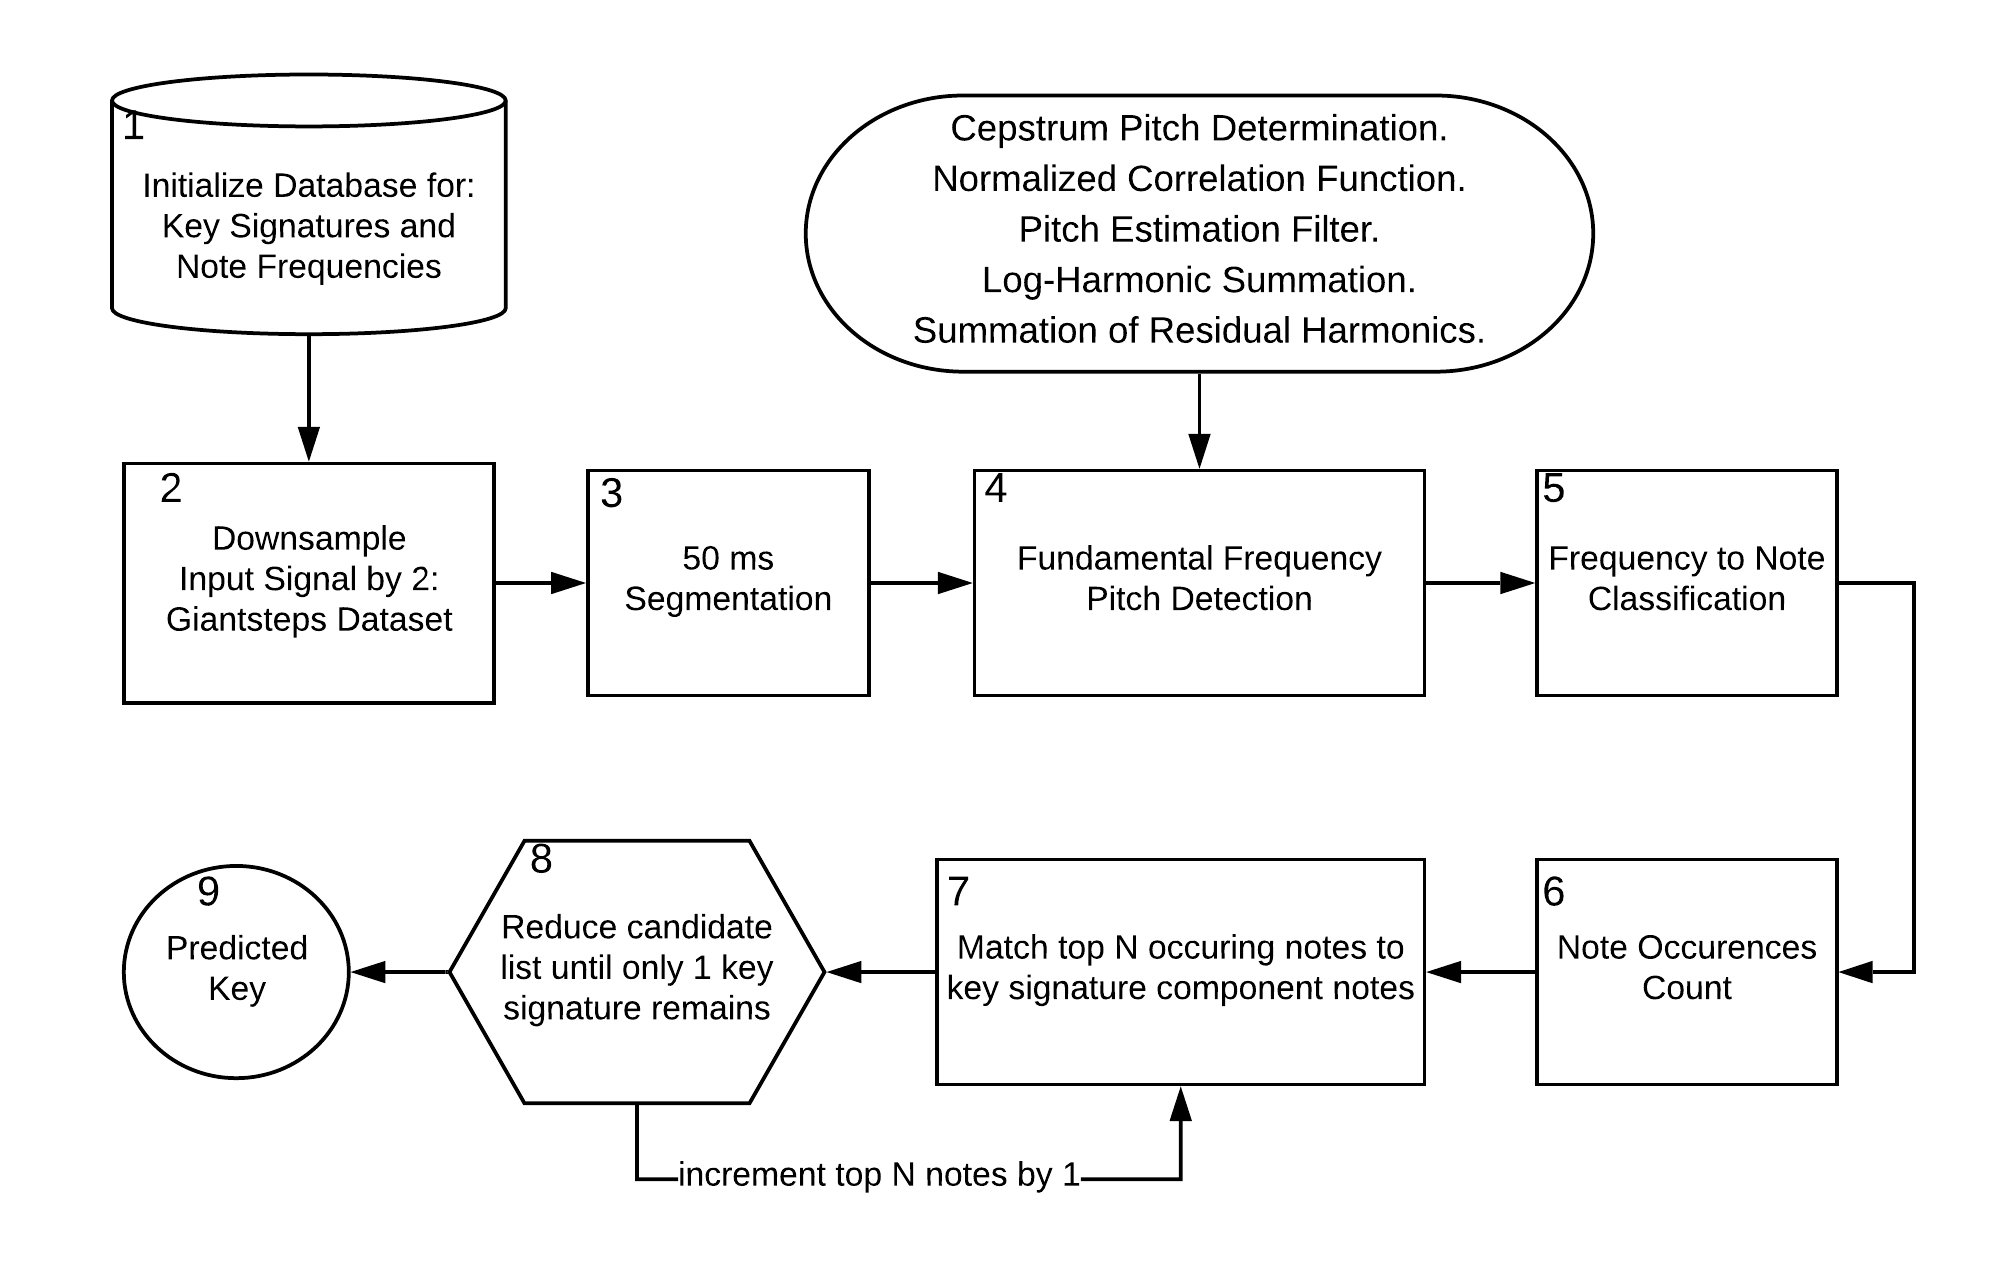 1
Initialize Database for:
Key Signatures and
Note Frequencies
Cepstrum Pitch Determination.
Normalized Correlation Function.
Pitch Estimation Filter.
Log-Harmonic Summation.
Summation of Residual Harmonics.
2
Downsample
Input Signal by 2:
Giantsteps Dataset
3
50 ms
Segmentation
4
Fundamental Frequency
Pitch Detection
5
Frequency to Note
Classification
6
Note Occurences
Count
7
Match top N occuring notes to
key signature component notes
8
Reduce candidate
list until only 1 key
signature remains
increment top N notes by 1
9
Predicted
Key